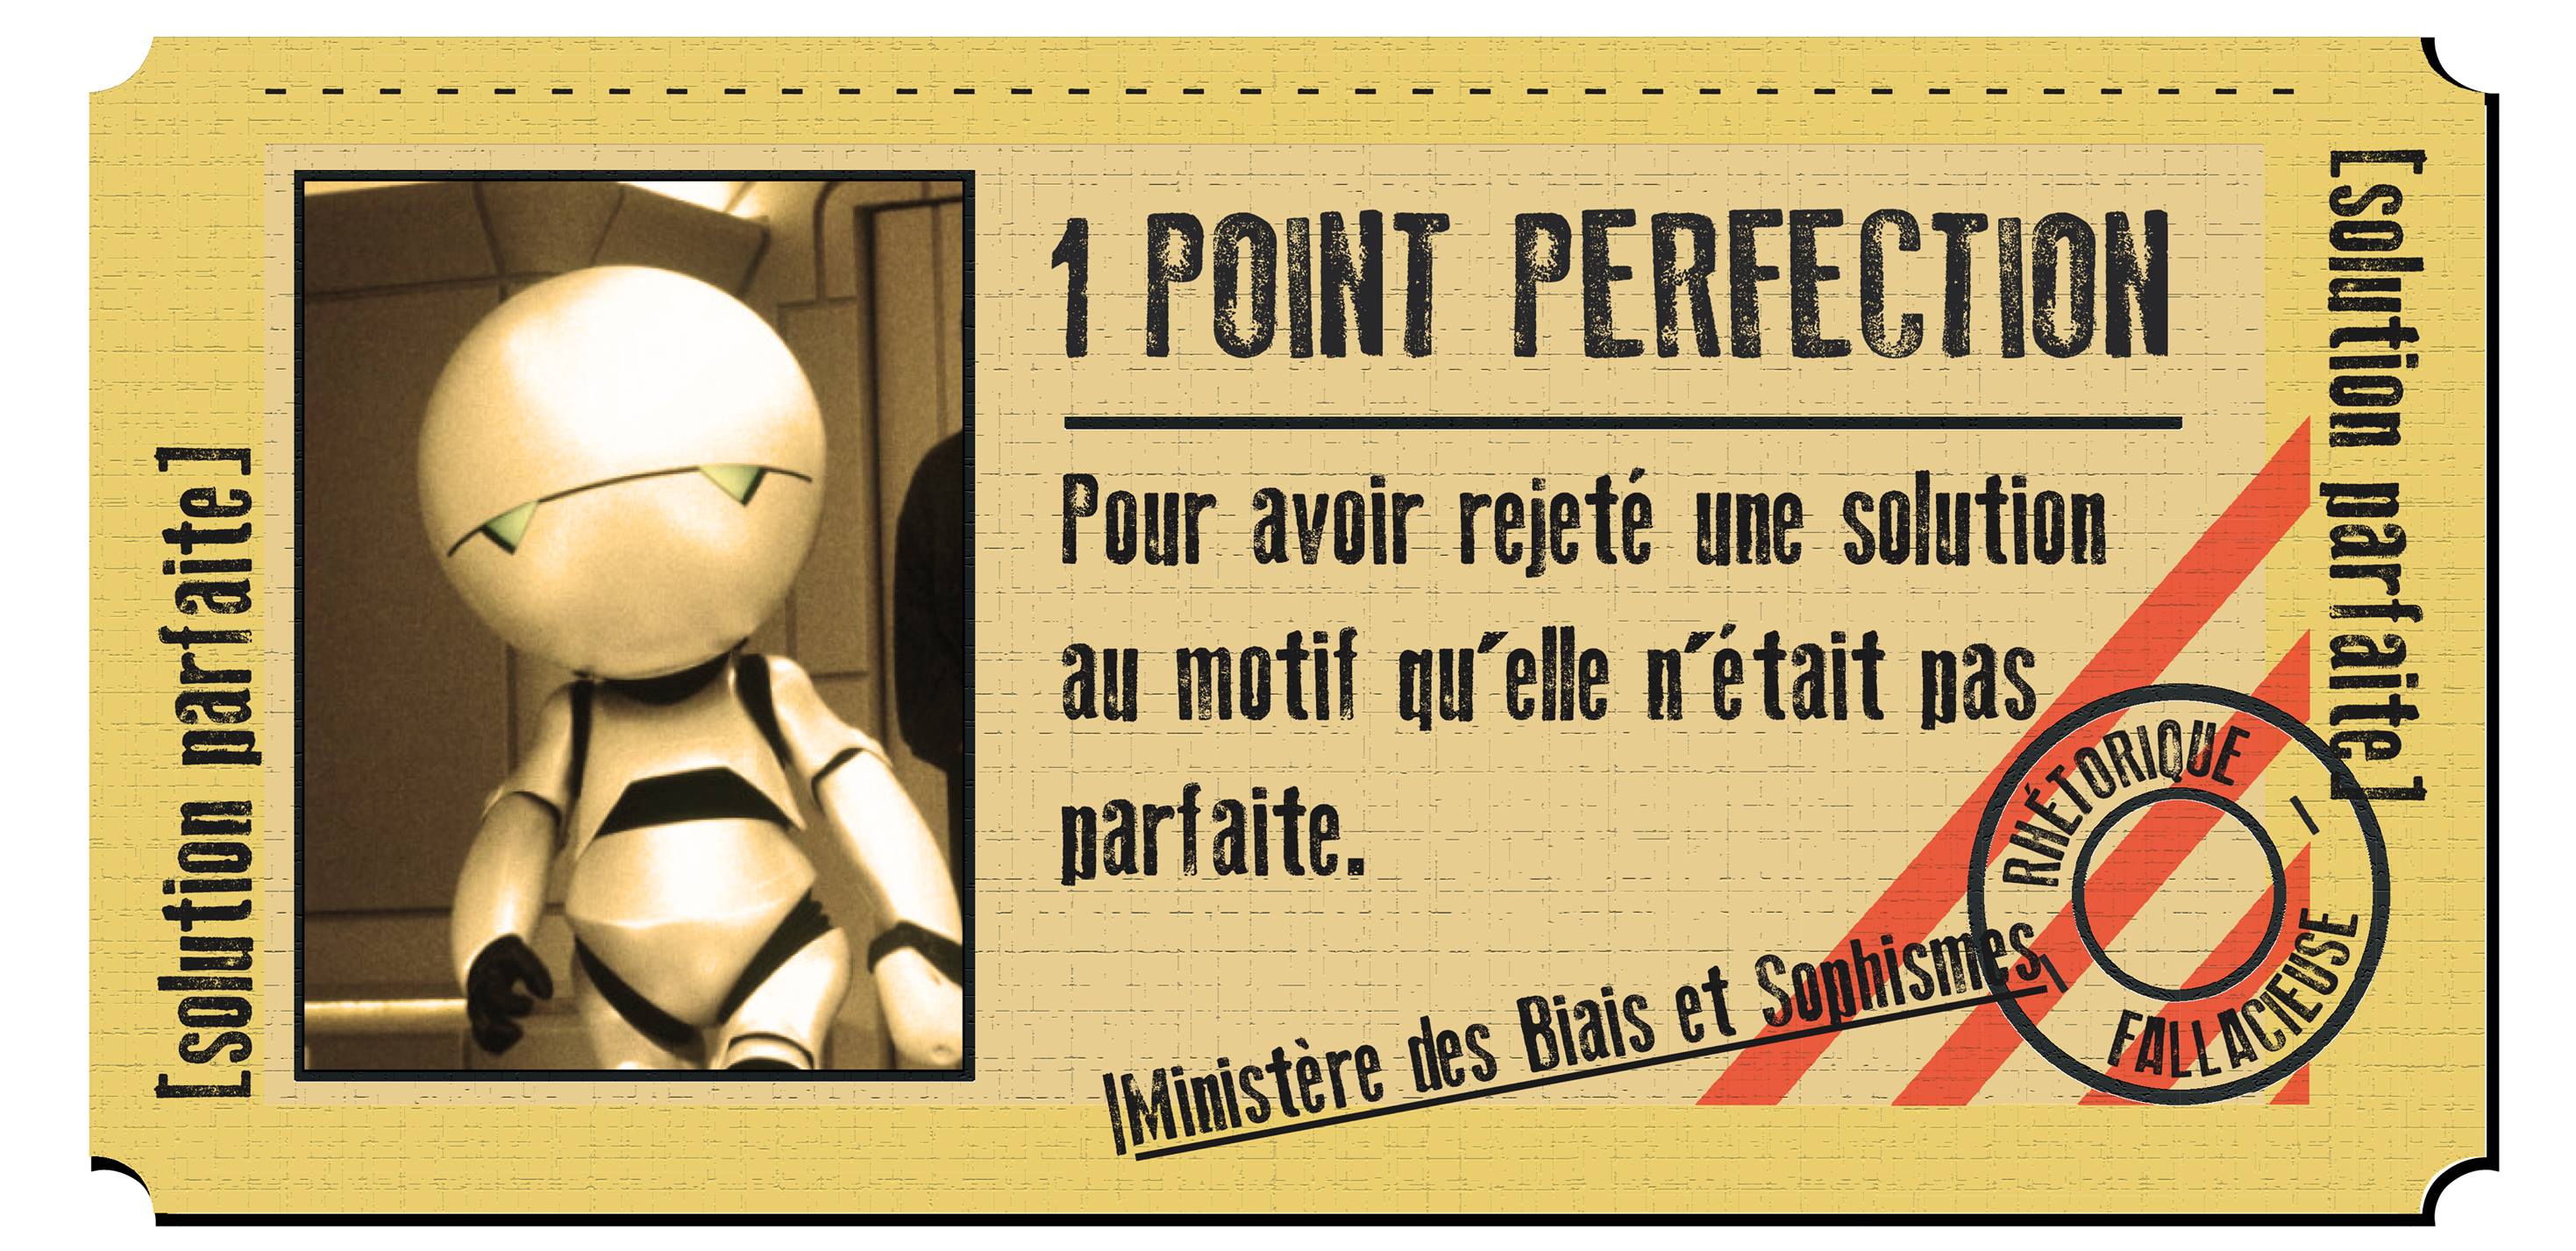 [solution parfaite]
1 POINT PERFECTION
Pour avoir rejeté une solution
au motif qu´elle n´était pas
parfaite.
|Ministère des Biais et Sophismes
RHÉTORIQUE
FALLACIEUSE
[solution parfaite]